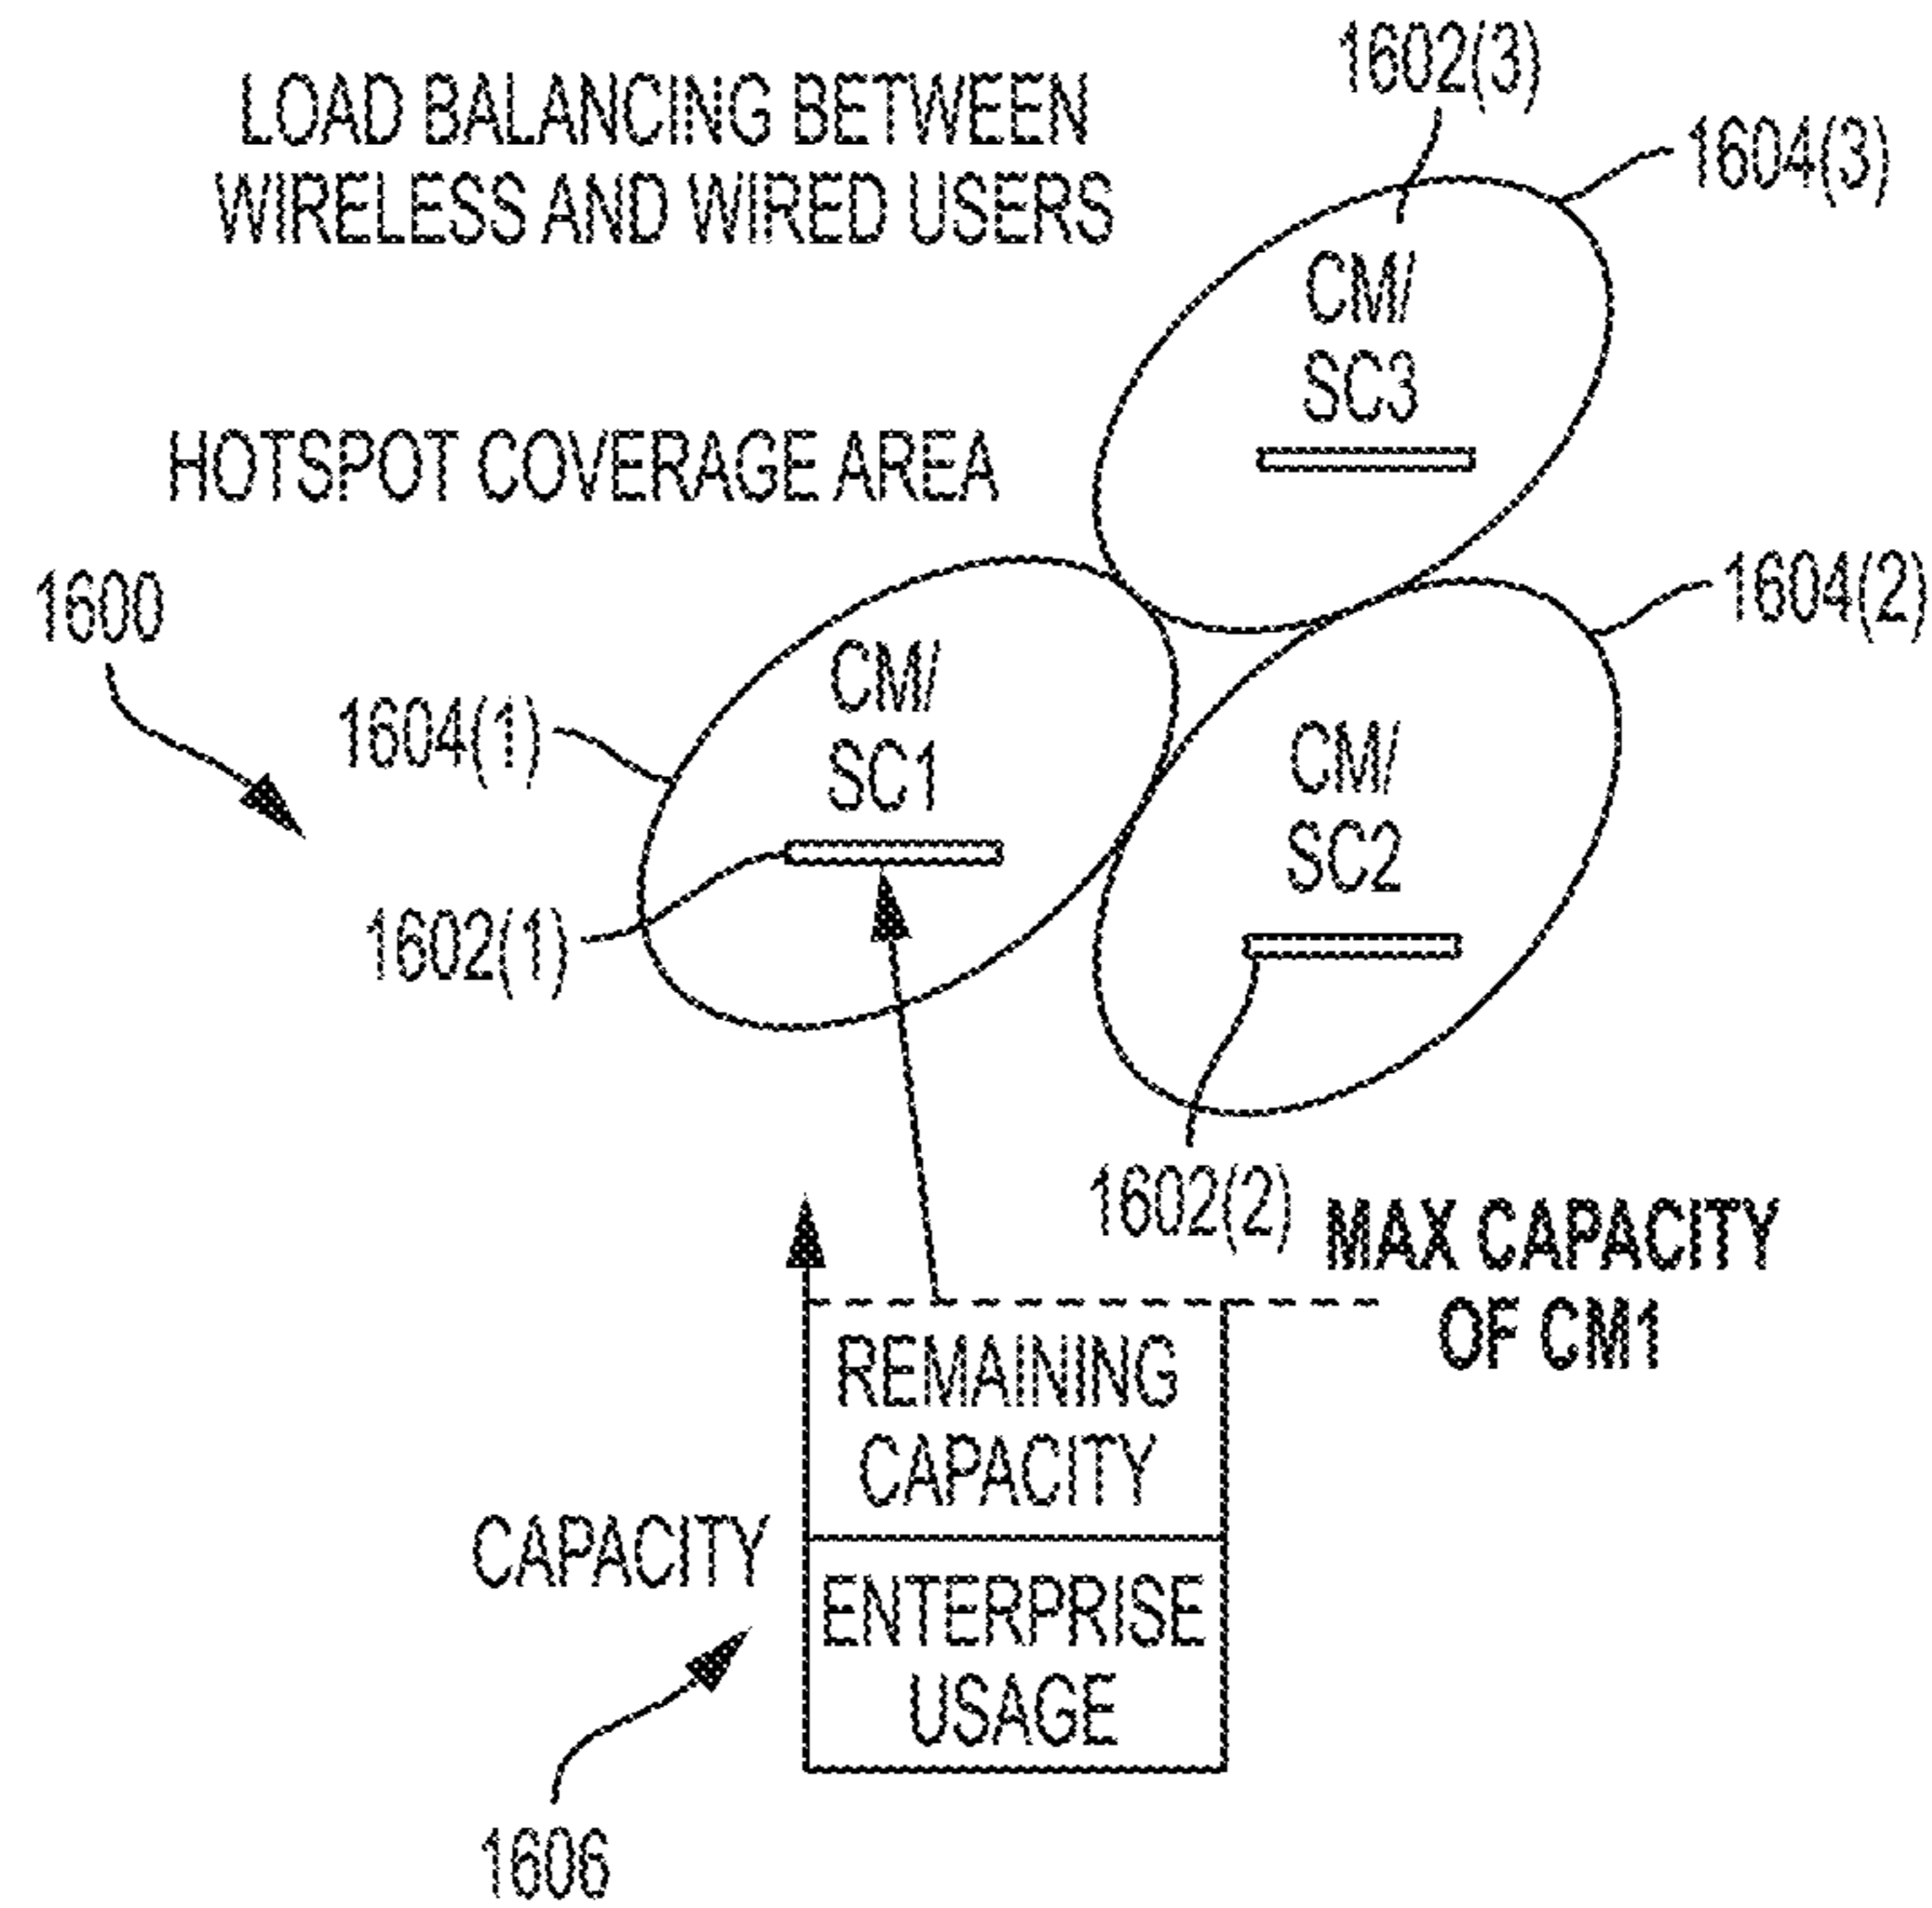 1602(3)
LOAD BALANCING BETWEEN
WIRELESS AND WIRED USERS
1604(3)
CM/
SC3
HOTSPOT COVERAGE AREA
1600
1604(2)
CM/
SC1
1604(1)
CM/
SC2
1602(1)
1602(2)
MAX CAPACITY
OF CM1
REMAINING
CAPACITY
CAPACITY
ENTERPRISE
USAGE
1606